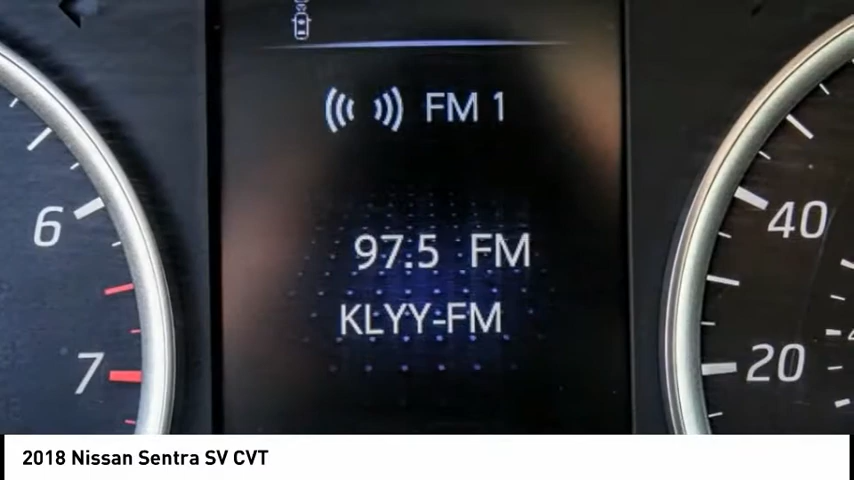 FM 1
97.5 FM
KLYY-FM
6
7
40
20
2018 Nissan Sentra SV CVT